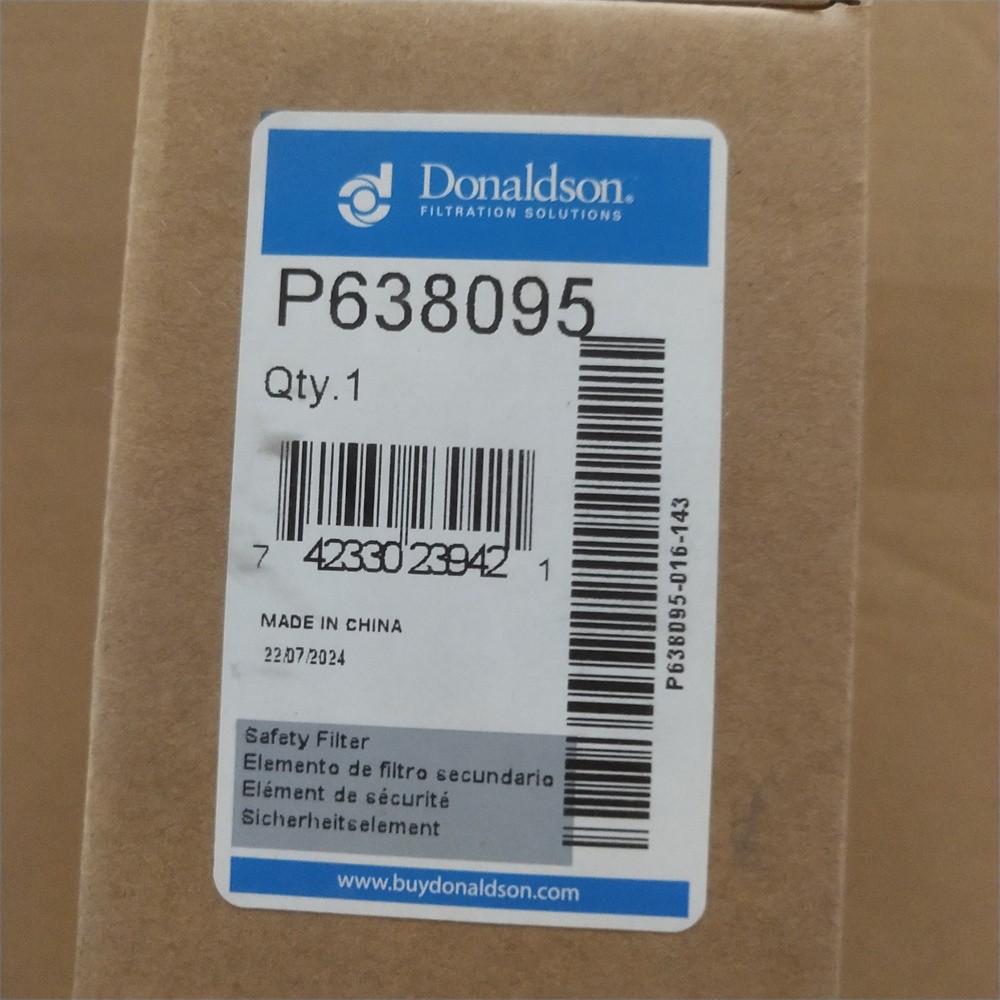 Donaldson®
FILTRATION SOLUTIONS
P638095
Qty.1
7 42330 23942 1
P638095-016-143
MADE IN CHINA
22/07/2024
Safety Filter
Elemento de filtro secundario
Elément de sécurité
Sicherheitselement
www.buydonaldson.com